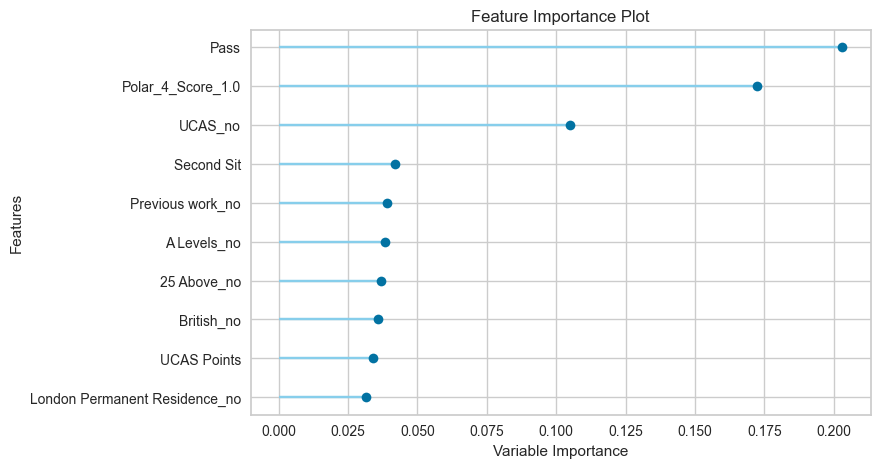 Feature Importance Plot
Features
Pass
Polar_4_Score_1.0
UCAS_no
Second Sit
Previous work_no
A Levels_no
25 Above_no
British_no
UCAS Points
London Permanent Residence_no
0.000 0.025 0.050 0.075 0.100 0.125 0.150 0.175 0.200
Variable Importance